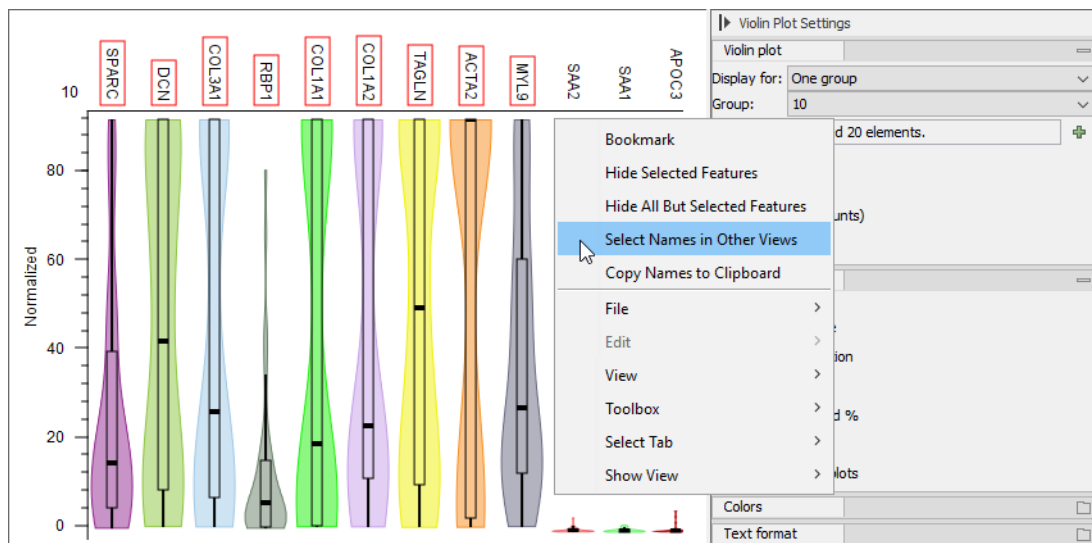 SPARC
DCN
COL3A1
RBP1
COL1A1
COL1A2
TAGLN
ACTA2
MYL9
SAA2
SAA1
APOC3
10
80
60
40
20
0
Normalized
Bookmark
Hide Selected Features
Hide All But Selected Features
Select Names in Other Views
Copy Names to Clipboard
File
Edit
View
Toolbox
Select Tab
Show View
Violin Plot Settings
Violin plot
Display for: One group
Group: 10
d 20 elements.
unts)
e
tion
d %
plots
Colors
Text format